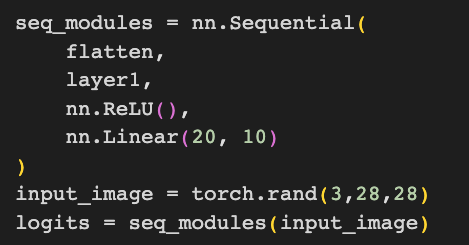 seq_modules = nn.Sequential(
    flatten,
    layer1,
    nn.ReLU(),
    nn.Linear(20, 10)
)
input_image = torch.rand(3,28,28)
logits = seq_modules(input_image)